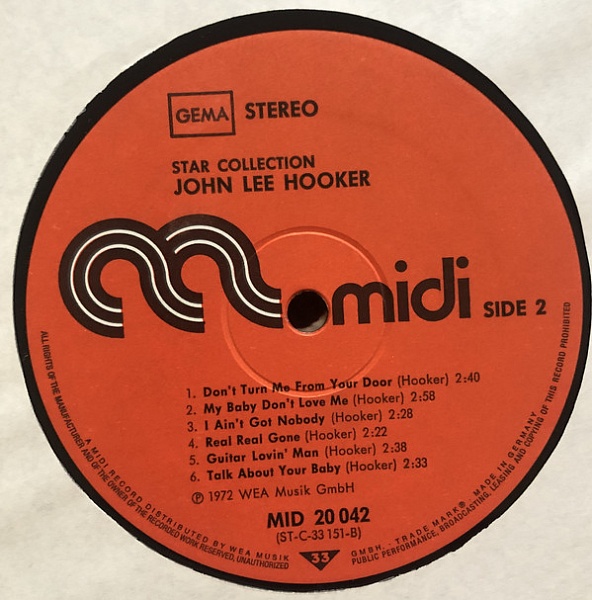 GEMA STEREO
STAR COLLECTION
JOHN LEE HOOKER
midi SIDE 2
1. Don't Turn Me From Your Door (Hooker) 2:40
2. My Baby Don't Love Me (Hooker) 2:58
3. I Ain't Got Nobody (Hooker) 2:28
4. Real Real Gone (Hooker) 2:22
5. Guitar Lovin' Man (Hooker) 2:38
6. Talk About Your Baby (Hooker) 2:33
Ⓟ 1972 WEA Musik GmbH
MID 20 042
(ST-C-33 151-B)
33
A MIDI RECORD DISTRIBUTED BY WEA MUSIK GMBH. · TRADE MARK® · MADE IN GERMANY
ALL RIGHTS OF THE MANUFACTURER AND OF THE OWNER OF THE RECORDED WORK RESERVED, UNAUTHORIZED PUBLIC PERFORMANCE, BROADCASTING, LEASING AND COPYING OF THIS RECORD PROHIBITED